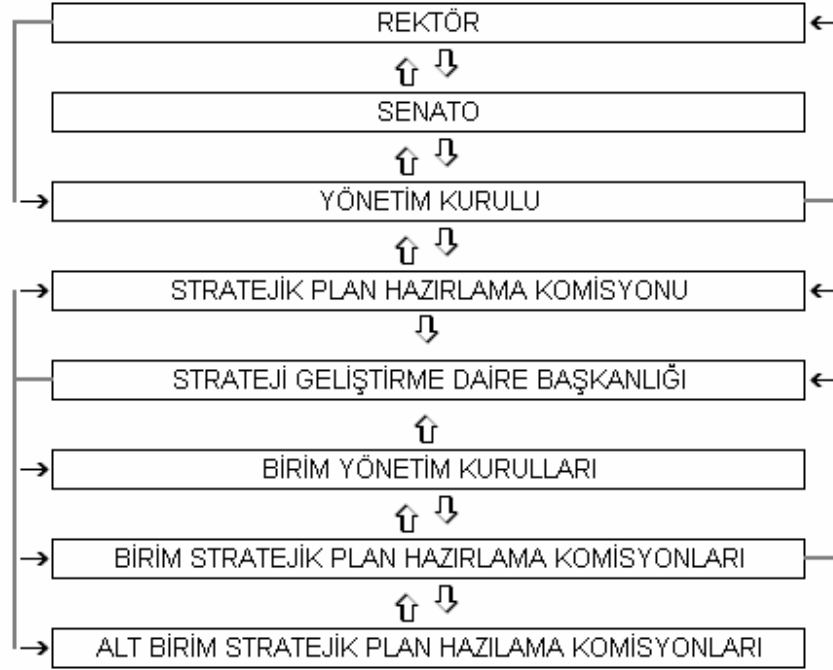 REKTÖR
SENATO
YÖNETİM KURULU
STRATEJİK PLAN HAZIRLAMA KOMİSYONU
STRATEJİ GELİŞTİRME DAİRE BAŞKANLIĞI
BİRİM YÖNETİM KURULLARI
BİRİM STRATEJİK PLAN HAZIRLAMA KOMİSYONLARI
ALT BİRİM STRATEJİK PLAN HAZILAMA KOMİSYONLARI